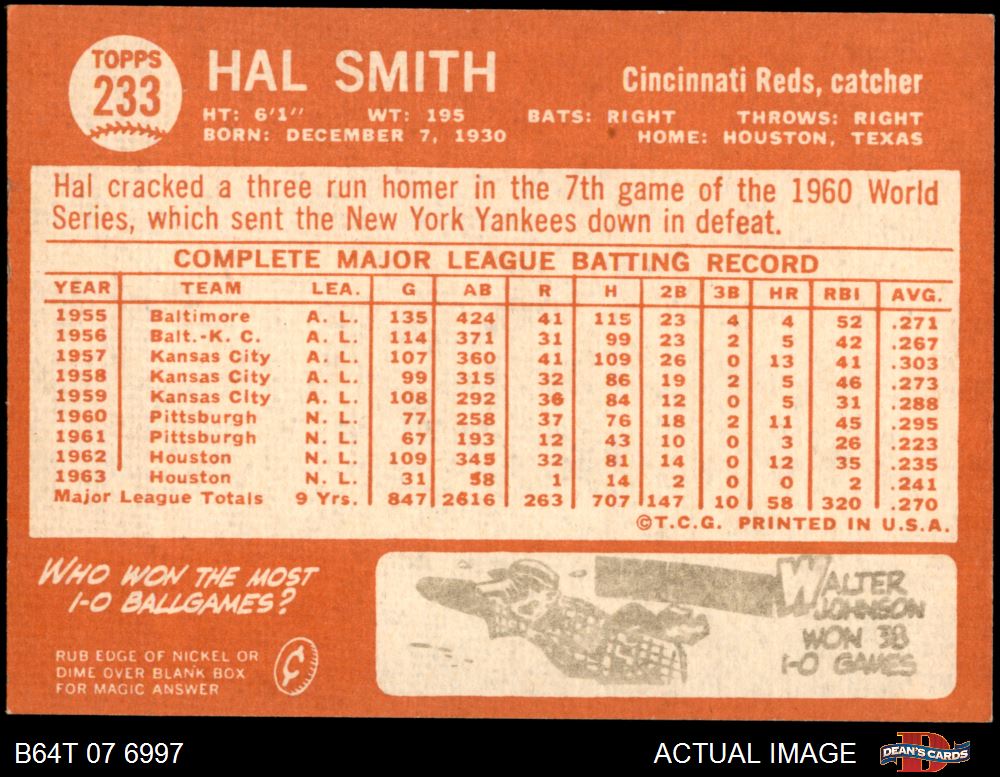 TOPPS
233
HAL SMITH
Cincinnati Reds, catcher
HT: 6'1" WT: 195 BATS: RIGHT THROWS: RIGHT
BORN: DECEMBER 7, 1930 HOME: HOUSTON, TEXAS
Hal cracked a three run homer in the 7th game of the 1960 World
Series, which sent the New York Yankees down in defeat.
COMPLETE MAJOR LEAGUE BATTING RECORD
YEAR TEAM LEA. G AB R H 2B 3B HR RBI AVG.
1955 Baltimore A. L. 135 424 41 115 23 4 4 52 .271
1956 Balt.-K. C. A. L. 114 371 31 99 23 2 5 42 .267
1957 Kansas City A. L. 107 360 41 109 26 0 13 41 .303
1958 Kansas City A. L. 99 315 32 86 19 2 5 46 .273
1959 Kansas City A. L. 108 292 36 84 12 0 5 31 .288
1960 Pittsburgh N. L. 77 258 37 76 18 2 11 45 .295
1961 Pittsburgh N. L. 67 193 12 43 10 0 3 26 .223
1962 Houston N. L. 109 345 32 81 14 0 12 35 .235
1963 Houston N. L. 31 58 1 14 2 0 0 2 .241
Major League Totals 9 Yrs. 847 2616 263 707 147 10 58 320 .270
©T.C.G. PRINTED IN U.S.A.
WHO WON THE MOST
1-0 BALLGAMES?
RUB EDGE OF NICKEL OR
DIME OVER BLANK BOX
FOR MAGIC ANSWER
¢
WALTER
JOHNSON
WON 38
1-0 GAMES
B64T 07 6997
ACTUAL IMAGE
D
DEAN'S CARDS